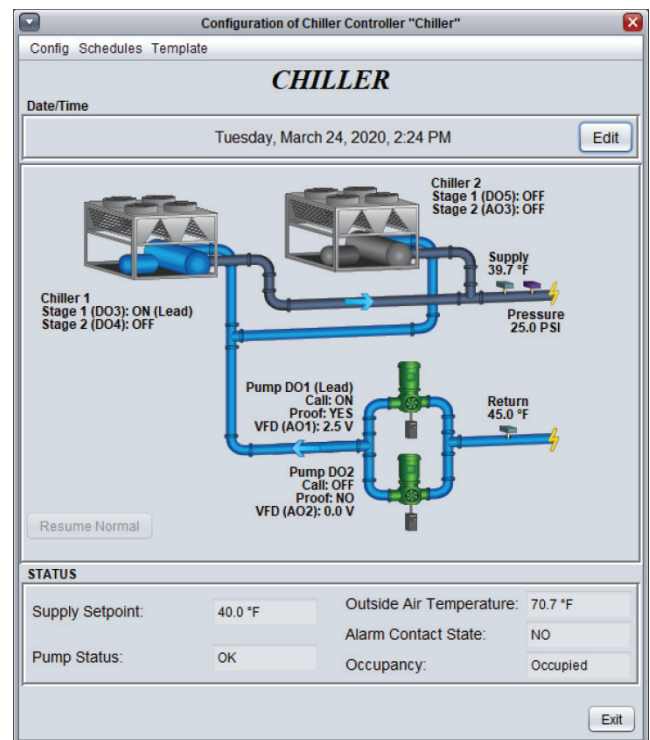 Configuration of Chiller Controller "Chiller"
Config Schedules Template
CHILLER
Date/Time
Tuesday, March 24, 2020, 2:24 PM
Edit
Chiller 2
Stage 1 (DO5): OFF
Stage 2 (AO3): OFF
Supply
39.7 °F
Chiller 1
Stage 1 (DO3): ON (Lead)
Stage 2 (DO4): OFF
Pressure
25.0 PSI
Pump DO1 (Lead)
Call: ON
Proof: YES
VFD (AO1): 2.5 V
Return
45.0 °F
Pump DO2
Call: OFF
Proof: NO
VFD (AO2): 0.0 V
Resume Normal
STATUS
Supply Setpoint: 40.0 °F
Outside Air Temperature: 70.7 °F
Alarm Contact State: NO
Pump Status: OK
Occupancy: Occupied
Exit